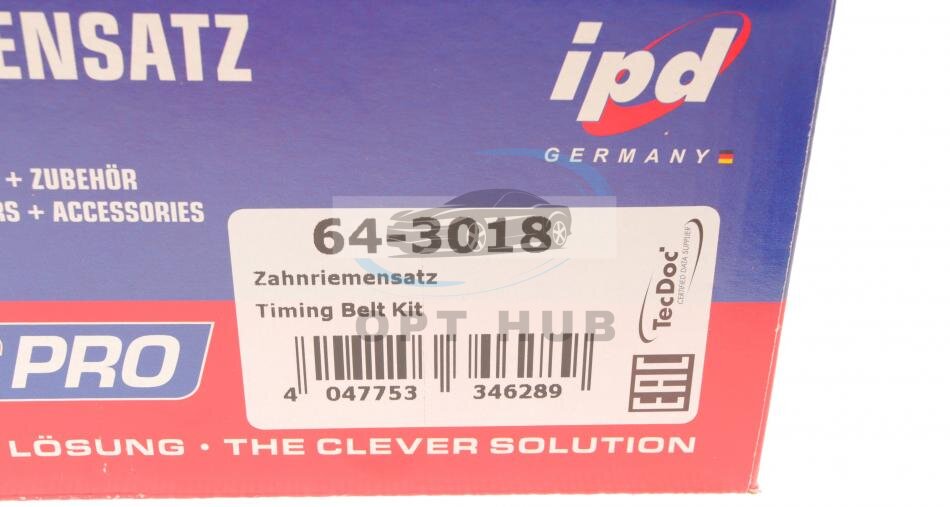 ENSATZ
ipd
GERMANY
+ ZUBEHÖR
RS + ACCESSORIES
64-3018
Zahnriemensatz
Timing Belt Kit
OPT HUB
4 047753 346289
TecDoc
CERTIFIED DATA SUPPLIER
EAC
PRO
LÖSUNG · THE CLEVER SOLUTION